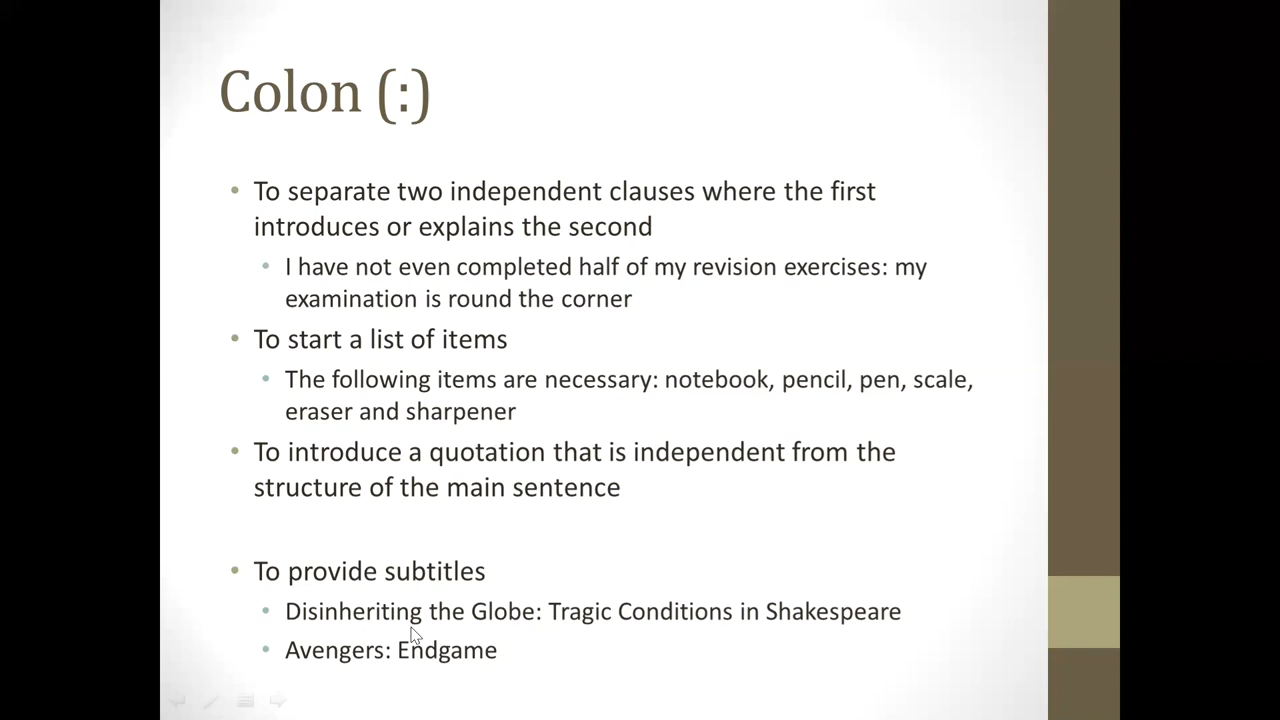 Colon (:)
• To separate two independent clauses where the first
introduces or explains the second
• I have not even completed half of my revision exercises: my
examination is round the corner
• To start a list of items
• The following items are necessary: notebook, pencil, pen, scale,
eraser and sharpener
• To introduce a quotation that is independent from the
structure of the main sentence
• To provide subtitles
• Disinheriting the Globe: Tragic Conditions in Shakespeare
• Avengers: Endgame